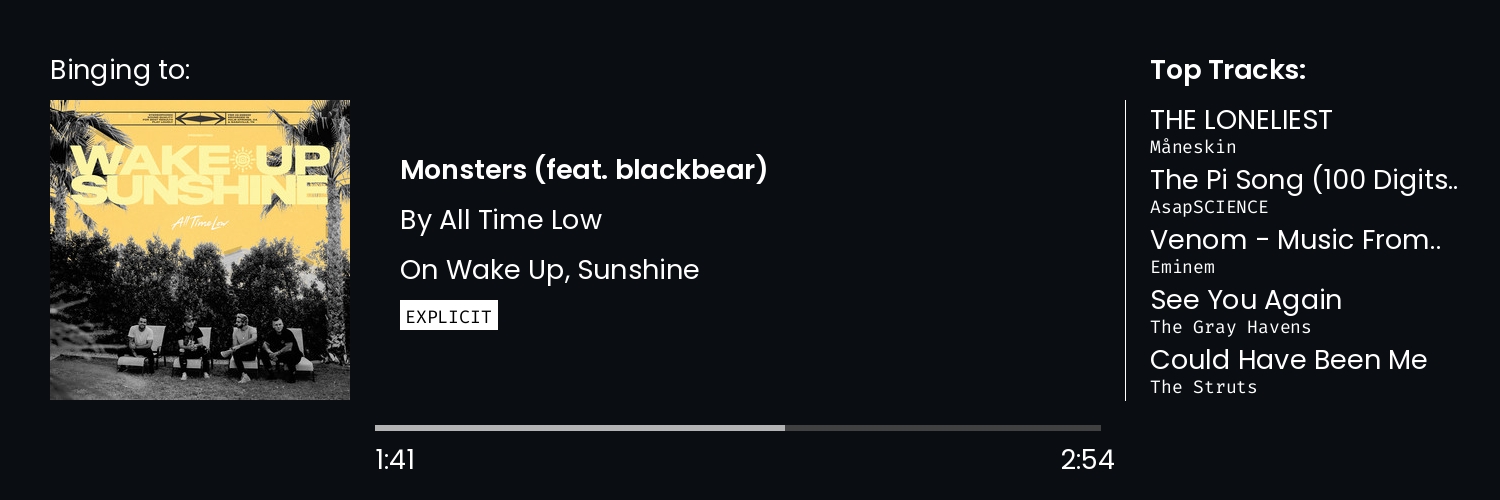 Binging to:
WAKE UP
SUNSHINE
All Time Low
Monsters (feat. blackbear)
By All Time Low
On Wake Up, Sunshine
EXPLICIT
1:41
2:54
Top Tracks:
THE LONELIEST
Måneskin
The Pi Song (100 Digits..
AsapSCIENCE
Venom - Music From..
Eminem
See You Again
The Gray Havens
Could Have Been Me
The Struts